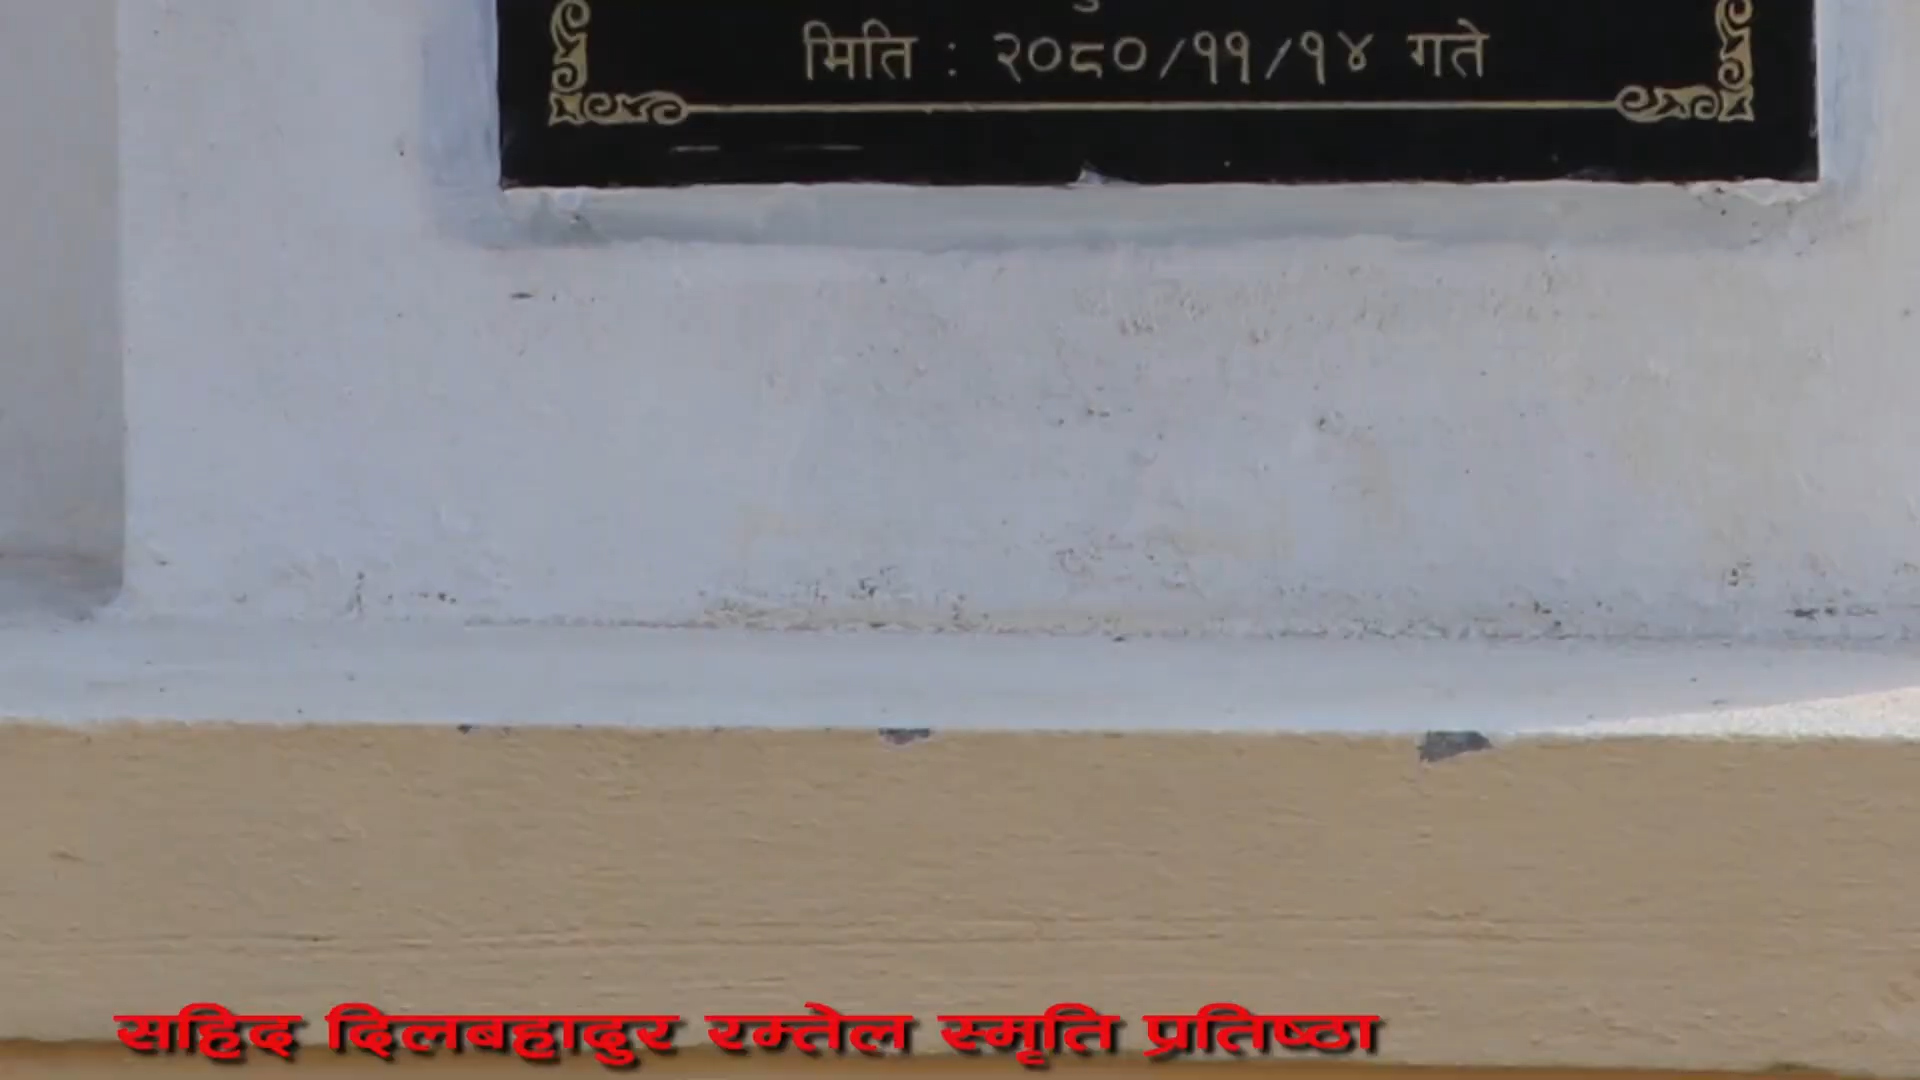 मिति : २०८०/११/१४ गते
सहिद दिलबहादुर रम्तेल स्मृति प्रतिष्ठा